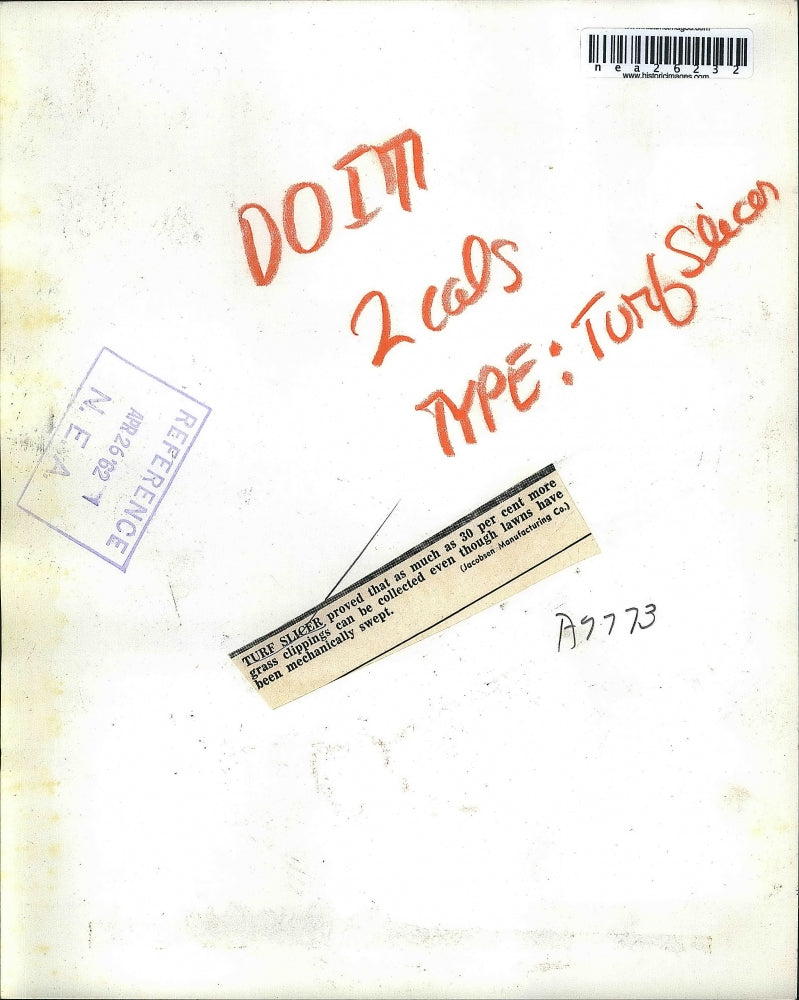 nea26232
www.historicimages.com
DOIT
2 cols
TYPE: Turf Slicer
REFERENCE
APR 26 '62
N. E. A
TURF SLICER proved that as much as 30 per cent more
grass clippings can be collected even though lawns have
been mechanically swept.
(Jacobsen Manufacturing Co.)
A9773